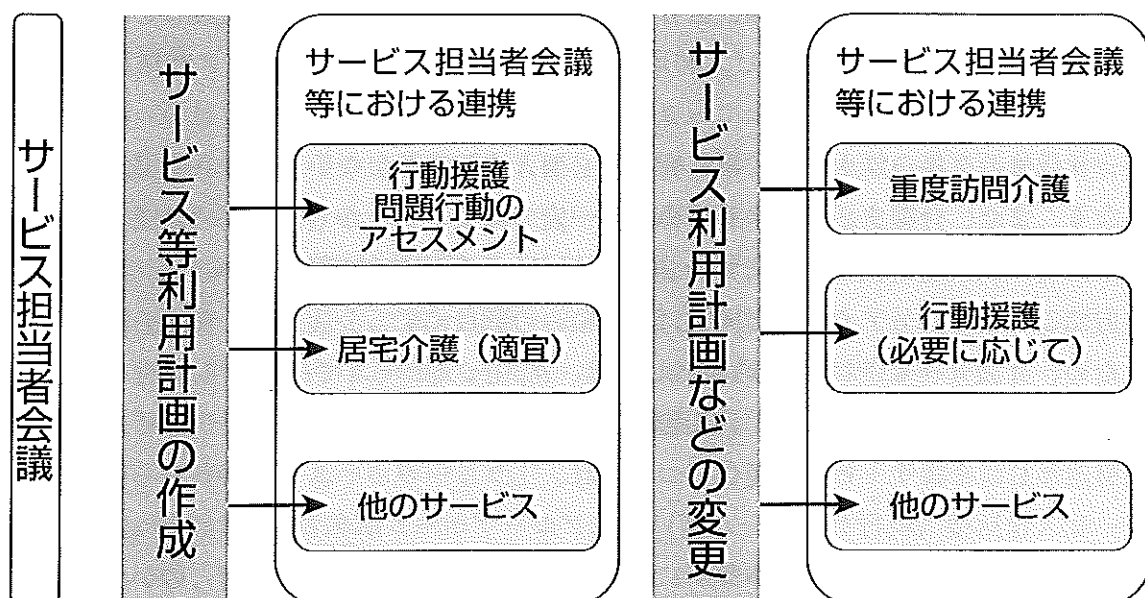 サービス担当者会議
サービス等利用計画の作成
サービス担当者会議
等における連携
行動援護
問題行動の
アセスメント
居宅介護（適宜）
他のサービス
サービス利用計画などの変更
サービス担当者会議
等における連携
重度訪問介護
行動援護
（必要に応じて）
他のサービス